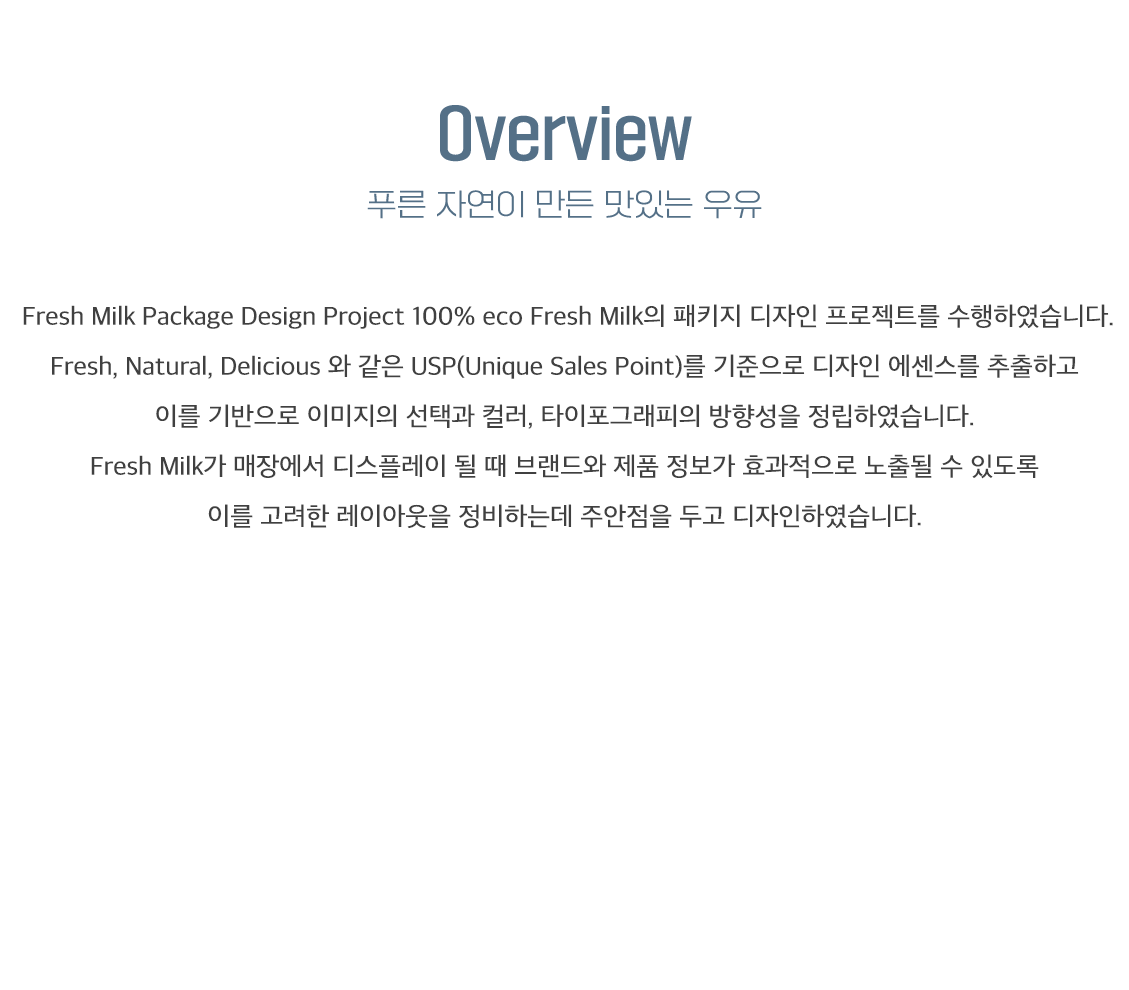 Overview
푸른 자연이 만든 맛있는 우유
Fresh Milk Package Design Project 100% eco Fresh Milk의 패키지 디자인 프로젝트를 수행하였습니다.
Fresh, Natural, Delicious 와 같은 USP(Unique Sales Point)를 기준으로 디자인 에센스를 추출하고
이를 기반으로 이미지의 선택과 컬러, 타이포그래피의 방향성을 정립하였습니다.
Fresh Milk가 매장에서 디스플레이 될 때 브랜드와 제품 정보가 효과적으로 노출될 수 있도록
이를 고려한 레이아웃을 정비하는데 주안점을 두고 디자인하였습니다.